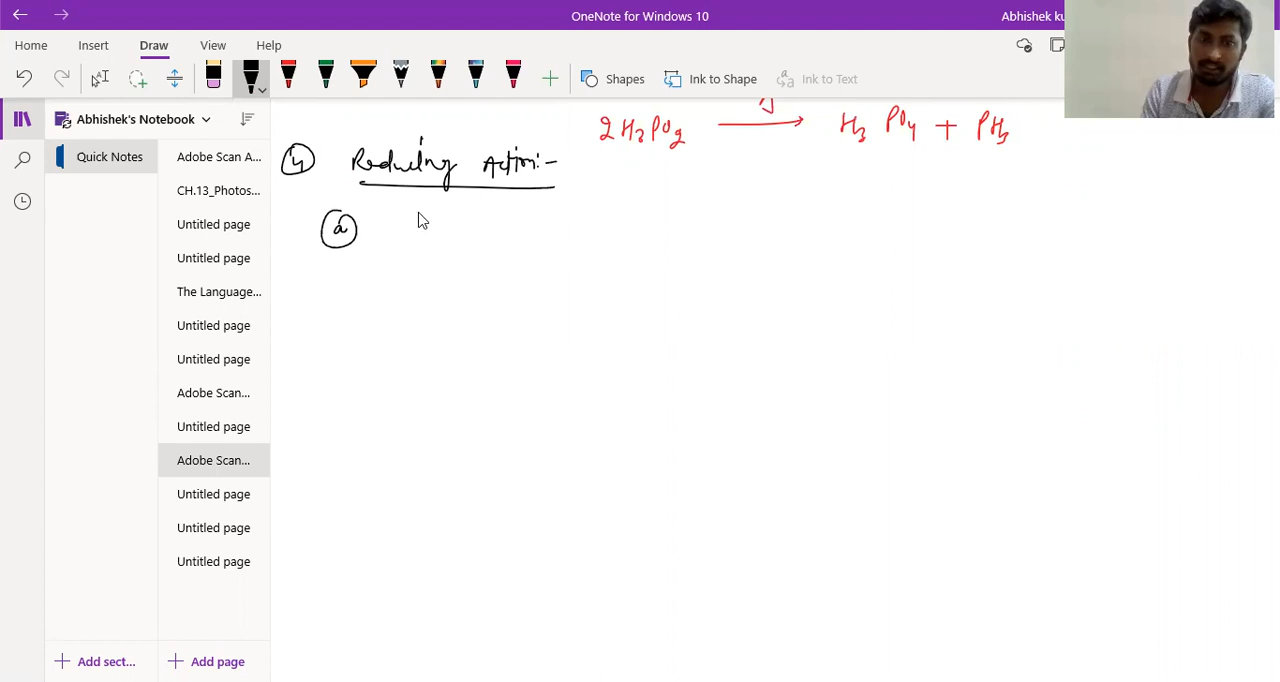 OneNote for Windows 10
Abhishek ku
Home Insert Draw View Help
Shapes Ink to Shape Ink to Text
Abhishek's Notebook
Quick Notes
Adobe Scan A...
CH.13_Photos...
Untitled page
Untitled page
The Language...
Untitled page
Untitled page
Adobe Scan...
Untitled page
Adobe Scan...
Untitled page
Untitled page
Untitled page
Add sect...
Add page
2H3PO2 → H3PO4 + PH3
4 Reducing Action:-
a